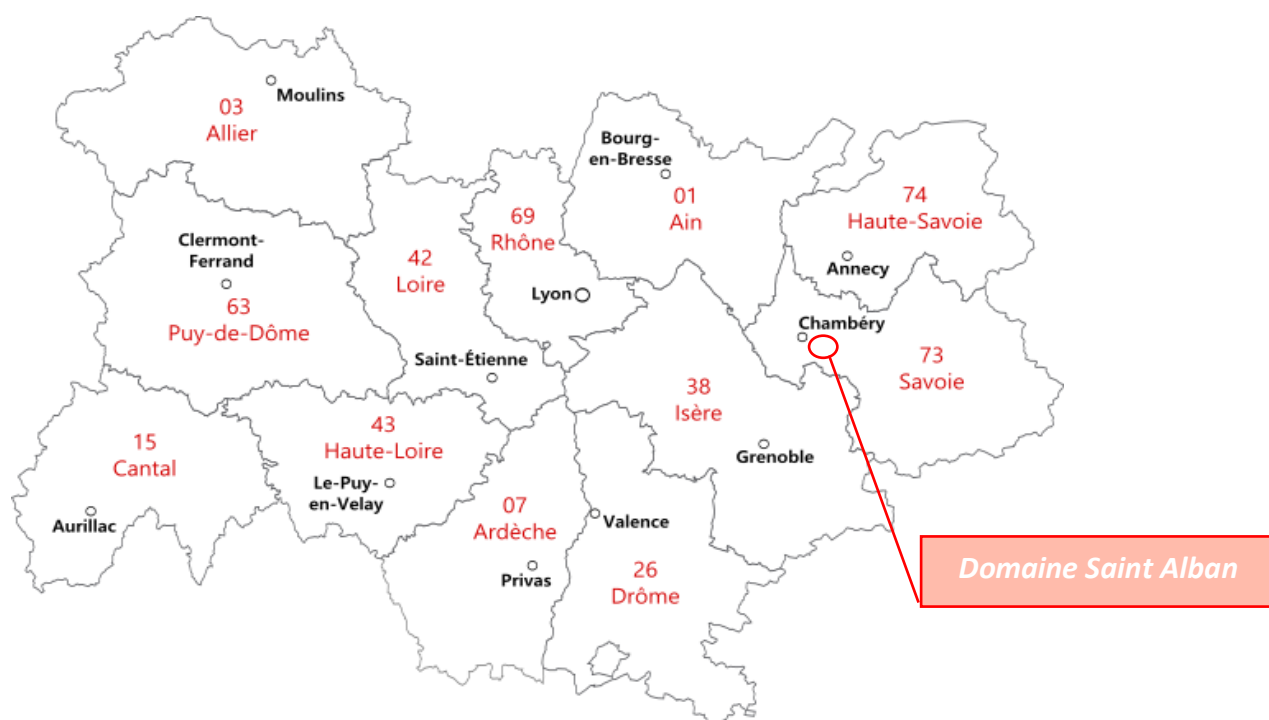 Moulins
03
Allier
Bourg-
en-Bresse
01
Ain
74
Haute-Savoie
69
Rhône
Clermont-
Ferrand
42
Loire
Annecy
Lyon
63
Puy-de-Dôme
Chambéry
Saint-Étienne
73
Savoie
38
Isère
43
Haute-Loire
15
Cantal
Grenoble
Le-Puy-
en-Velay
07
Ardèche
Aurillac
Valence
Privas
26
Drôme
Domaine Saint Alban